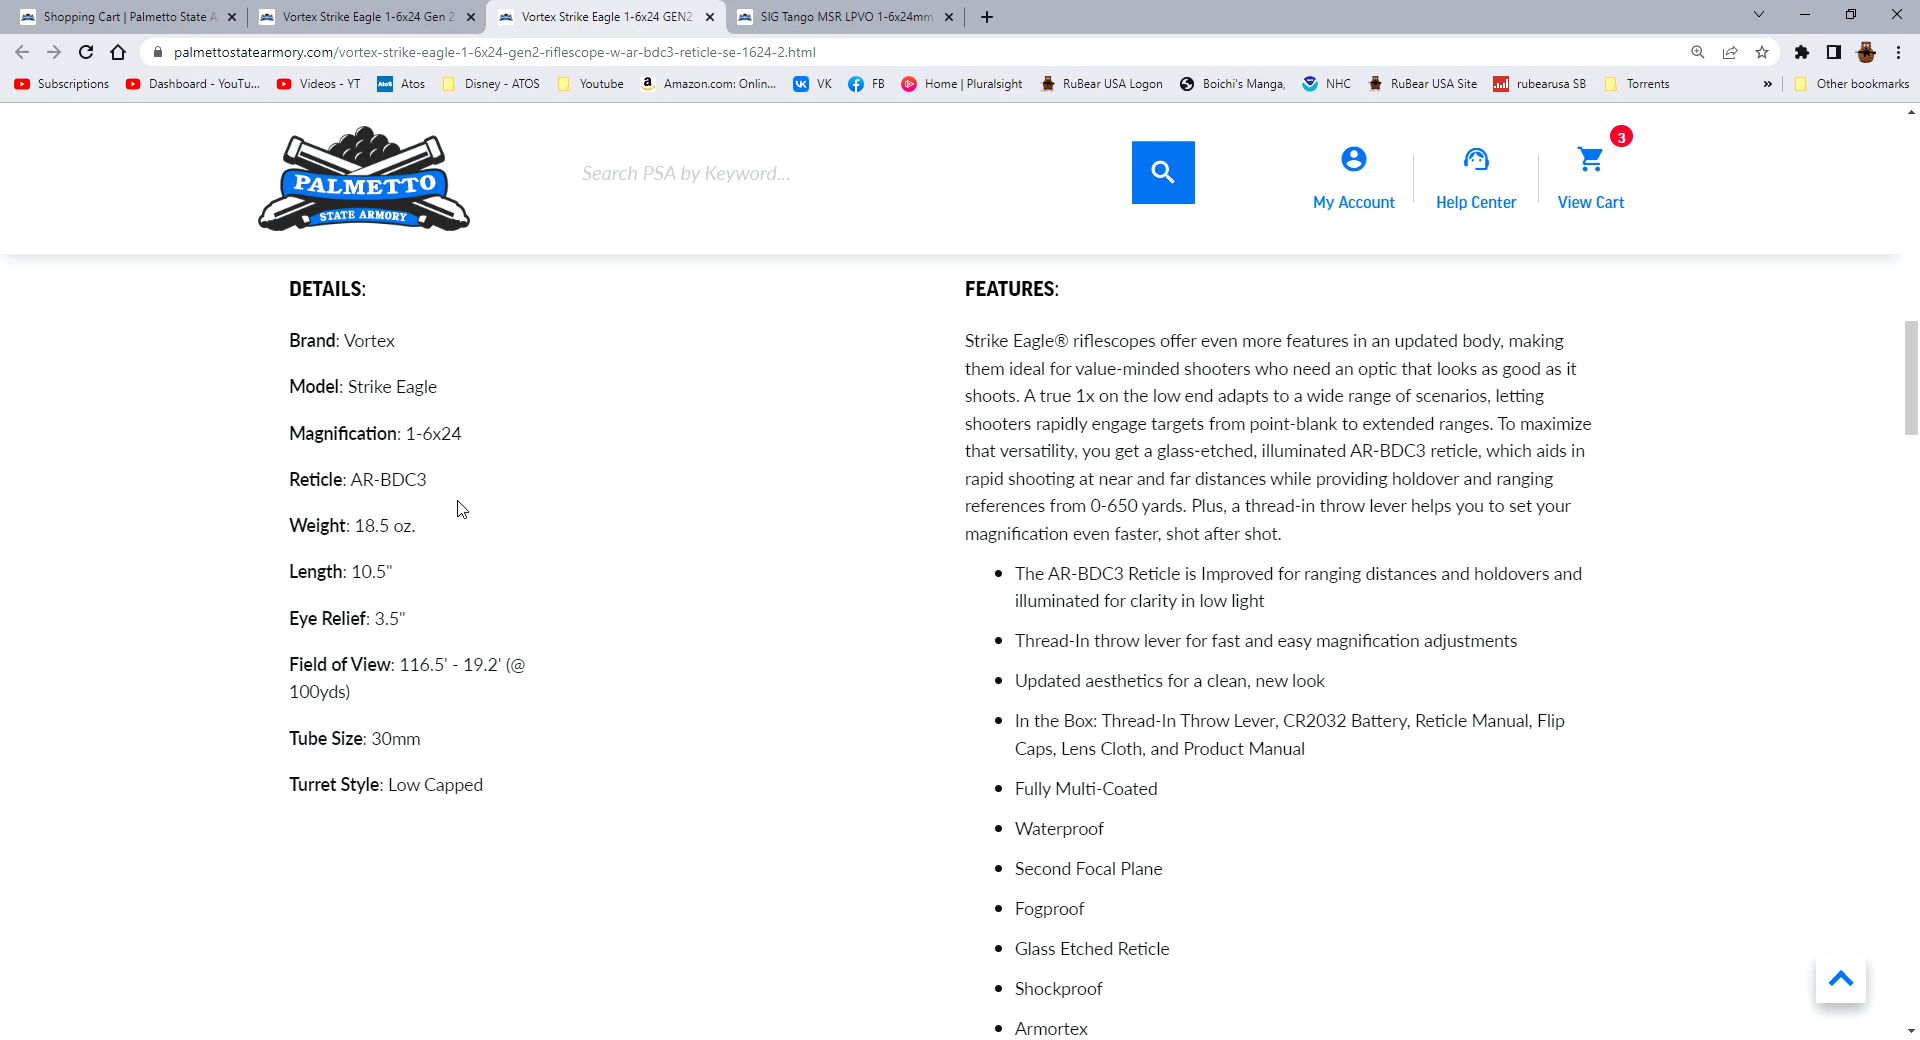 Shopping Cart | Palmetto State A
Vortex Strike Eagle 1-6x24 Gen 2
Vortex Strike Eagle 1-6x24 GEN2
SIG Tango MSR LPVO 1-6x24mm
palmettostatearmory.com/vortex-strike-eagle-1-6x24-gen2-riflescope-w-ar-bdc3-reticle-se-1624-2.html
Subscriptions
Dashboard - YouTu...
Videos - YT
Atos
Disney - ATOS
Youtube
Amazon.com: Onlin...
VK
FB
Home | Pluralsight
RuBear USA Logon
Boichi's Manga,
NHC
RuBear USA Site
rubearusa SB
Torrents
»
Other bookmarks
PALMETTO
STATE ARMORY
Search PSA by Keyword...
My Account
Help Center
3
View Cart
DETAILS:
Brand: Vortex
Model: Strike Eagle
Magnification: 1-6x24
Reticle: AR-BDC3
Weight: 18.5 oz.
Length: 10.5"
Eye Relief: 3.5"
Field of View: 116.5' - 19.2' (@
100yds)
Tube Size: 30mm
Turret Style: Low Capped
FEATURES:
Strike Eagle® riflescopes offer even more features in an updated body, making
them ideal for value-minded shooters who need an optic that looks as good as it
shoots. A true 1x on the low end adapts to a wide range of scenarios, letting
shooters rapidly engage targets from point-blank to extended ranges. To maximize
that versatility, you get a glass-etched, illuminated AR-BDC3 reticle, which aids in
rapid shooting at near and far distances while providing holdover and ranging
references from 0-650 yards. Plus, a thread-in throw lever helps you to set your
magnification even faster, shot after shot.
• The AR-BDC3 Reticle is Improved for ranging distances and holdovers and
illuminated for clarity in low light
• Thread-In throw lever for fast and easy magnification adjustments
• Updated aesthetics for a clean, new look
• In the Box: Thread-In Throw Lever, CR2032 Battery, Reticle Manual, Flip
Caps, Lens Cloth, and Product Manual
• Fully Multi-Coated
• Waterproof
• Second Focal Plane
• Fogproof
• Glass Etched Reticle
• Shockproof
• Armortex